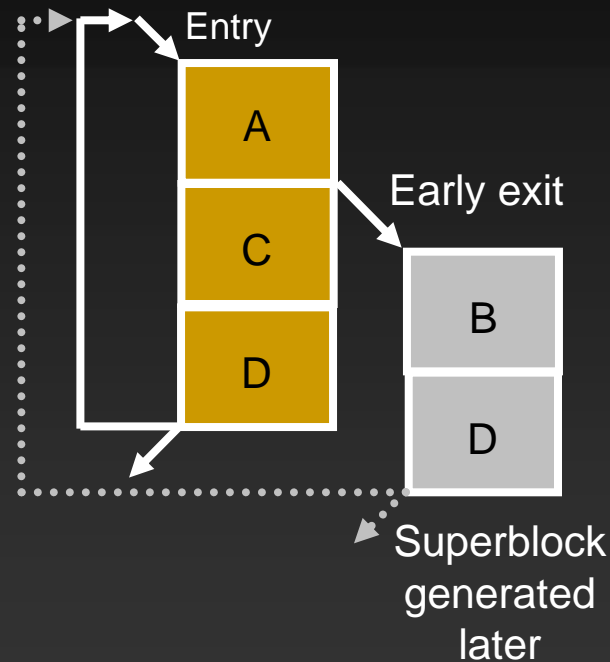 Entry
A
Early exit
C
B
D
D
Superblock
generated
later